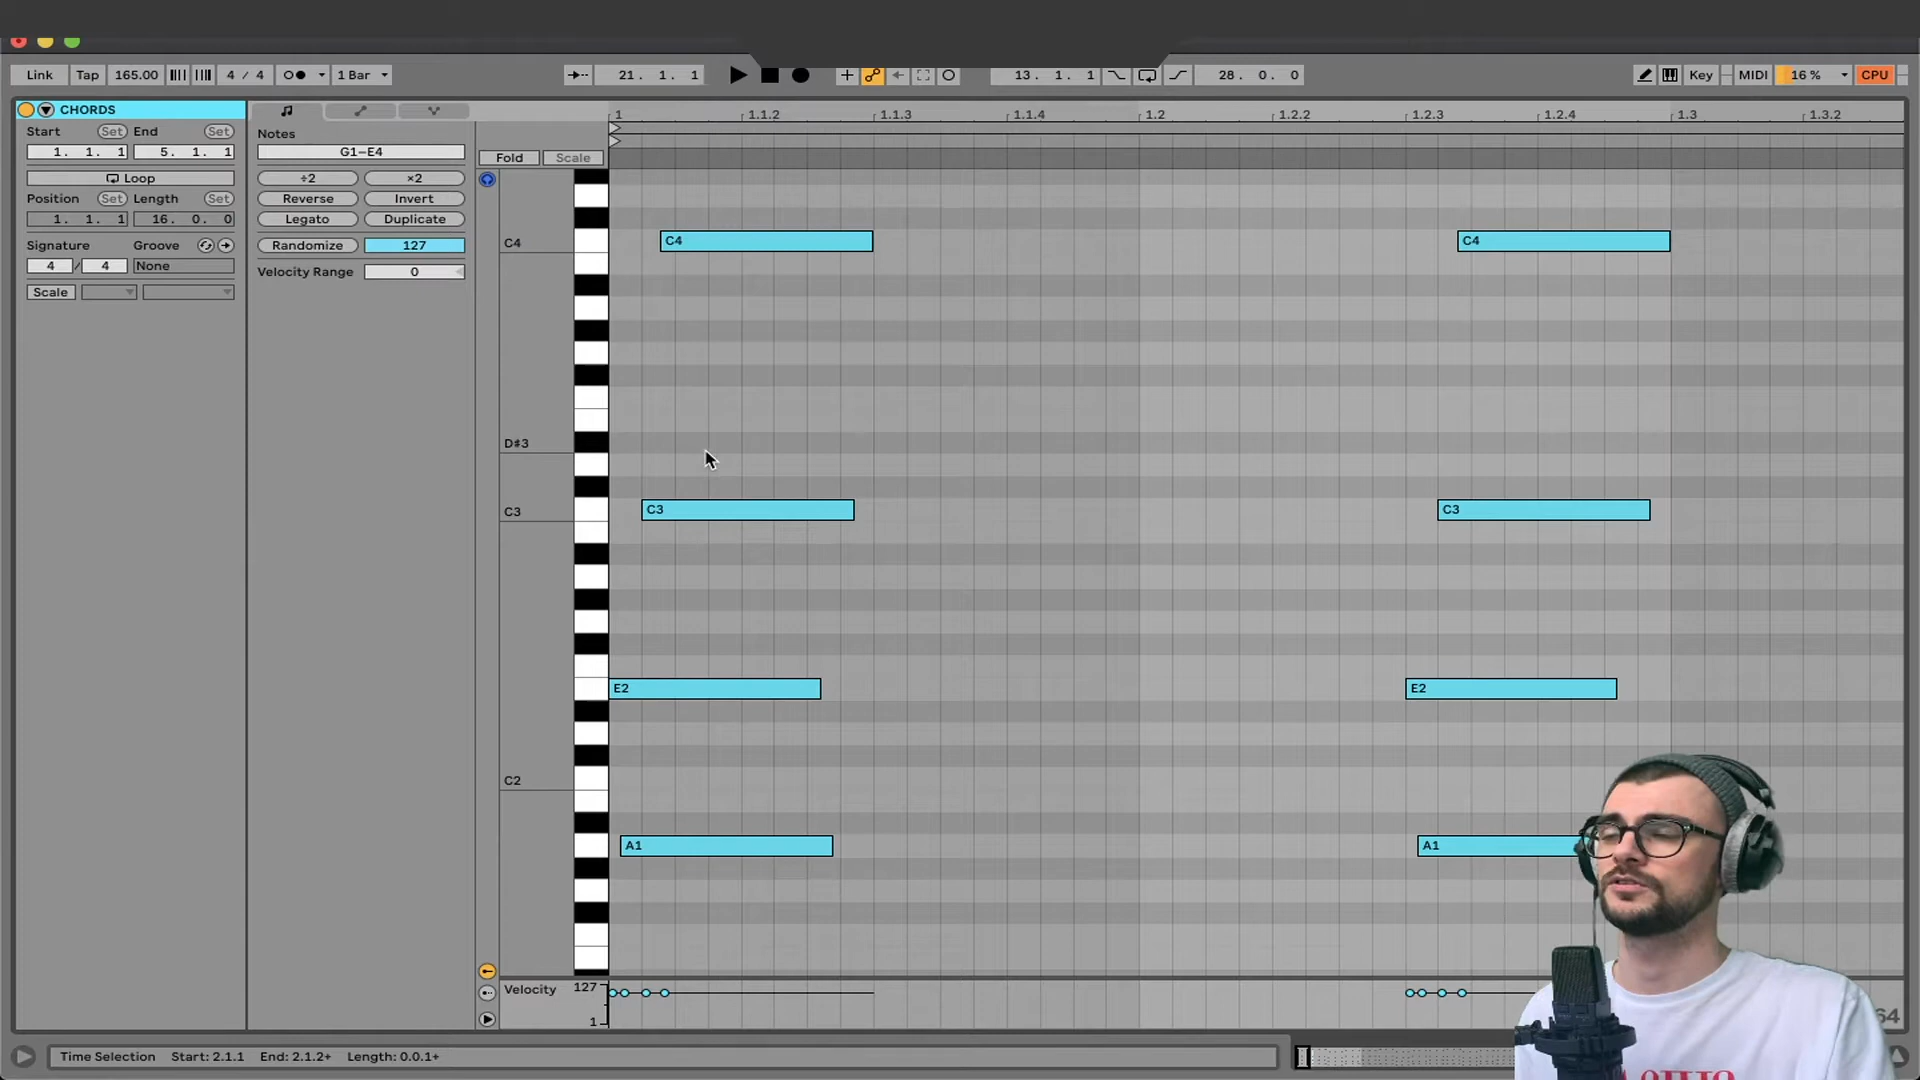 Link Tap 165.00 4 / 4 1 Bar 21. 1. 1 13. 1. 1 28. 0. 0 Key MIDI 16 % CPU
CHORDS
Start Set End Set
1. 1. 1 5. 1. 1
Loop
Position Set Length Set
1. 1. 1 16. 0. 0
Signature Groove
4 / 4 None
Scale
Notes
G1–E4
÷2 ×2
Reverse Invert
Legato Duplicate
Randomize 127
Velocity Range 0
1 1.1.2 1.1.3 1.1.4 1.2 1.2.2 1.2.3 1.2.4 1.3 1.3.2
Fold Scale
C4 C4 C4
D#3
C3 C3 C3
E2 E2
C2
A1 A1
Velocity 127
1
64
Time Selection Start: 2.1.1 End: 2.1.2+ Length: 0.0.1+